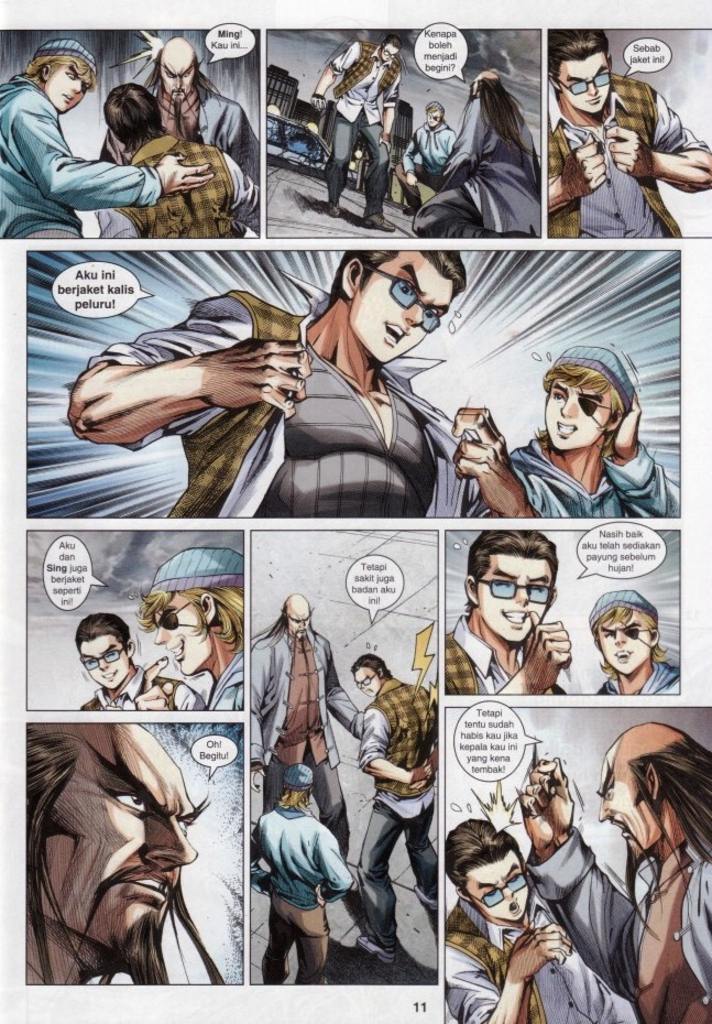 Ming!
Kau ini...
Kenapa
boleh
menjadi
begini?
Sebab
jaket ini!
Aku ini
berjaket kalis
peluru!
Aku
dan
Sing juga
berjaket
seperti
ini!
Tetapi
sakit juga
badan aku
ini!
Nasih baik
aku telah sediakan
payung sebelum
hujan!
Oh!
Begitu!
Tetapi sudah
habis kau jika
kepala kau ini
yang kena
tembak!
11